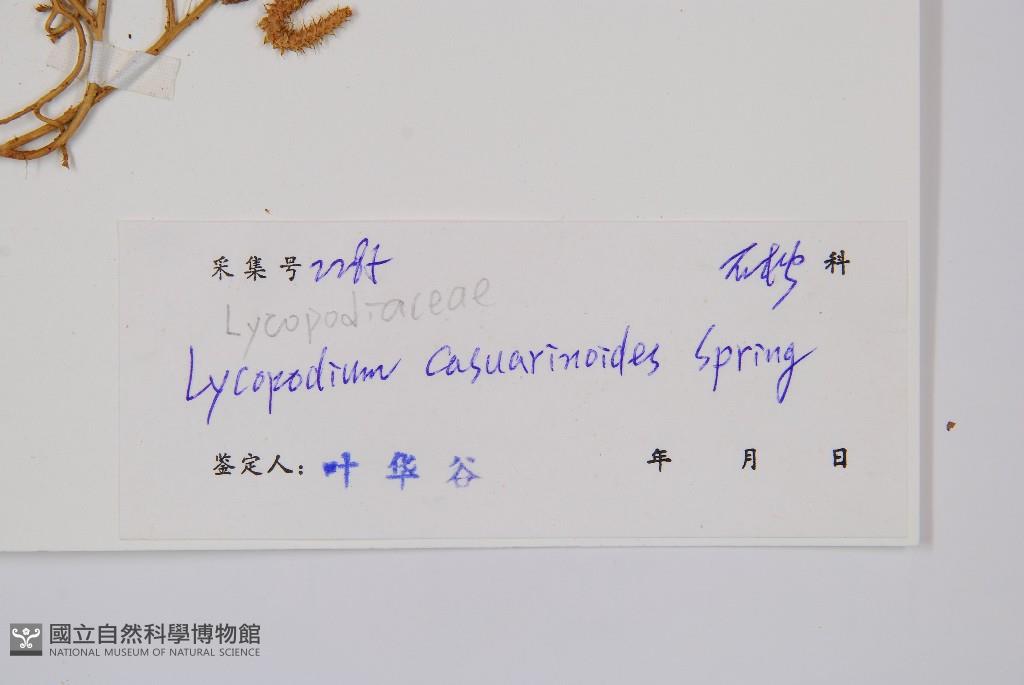 采集号 2285 石松 科
Lycopodiaceae
Lycopodium casuarinoides Spring
鉴定人: 叶华谷 年 月 日
國立自然科學博物館
NATIONAL MUSEUM OF NATURAL SCIENCE